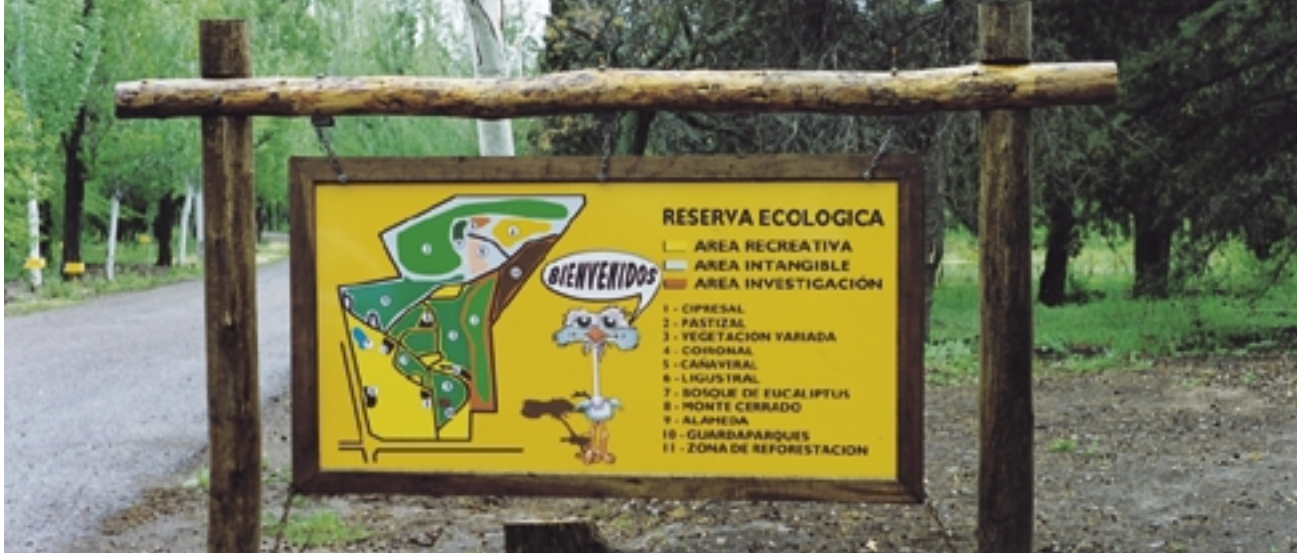 RESERVA ECOLOGICA
AREA RECREATIVA
AREA INTANGIBLE
AREA INVESTIGACIÓN
BIENVENIDOS
1 - CIPRESAL
2 - PASTIZAL
3 - VEGETACION VARIADA
4 - COIRONAL
5 - CAÑAVERAL
6 - LIGUSTRAL
7 - BOSQUE DE EUCALIPTUS
8 - MONTE CERRADO
9 - ALAMEDA
10 - GUARDAPARQUES
11 - ZONA DE REFORESTACION